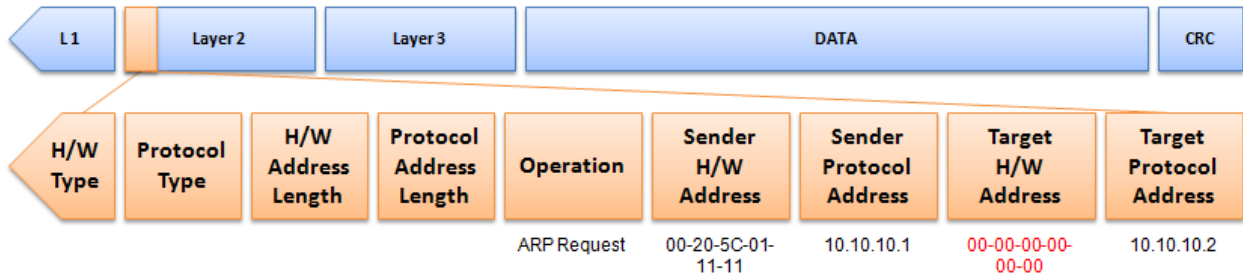 L 1 Layer 2 Layer 3 DATA CRC
H/W Type
Protocol Type
H/W Address Length
Protocol Address Length
Operation
Sender H/W Address
Sender Protocol Address
Target H/W Address
Target Protocol Address
ARP Request
00-20-5C-01-
11-11
10.10.10.1
00-00-00-00-
00-00
10.10.10.2